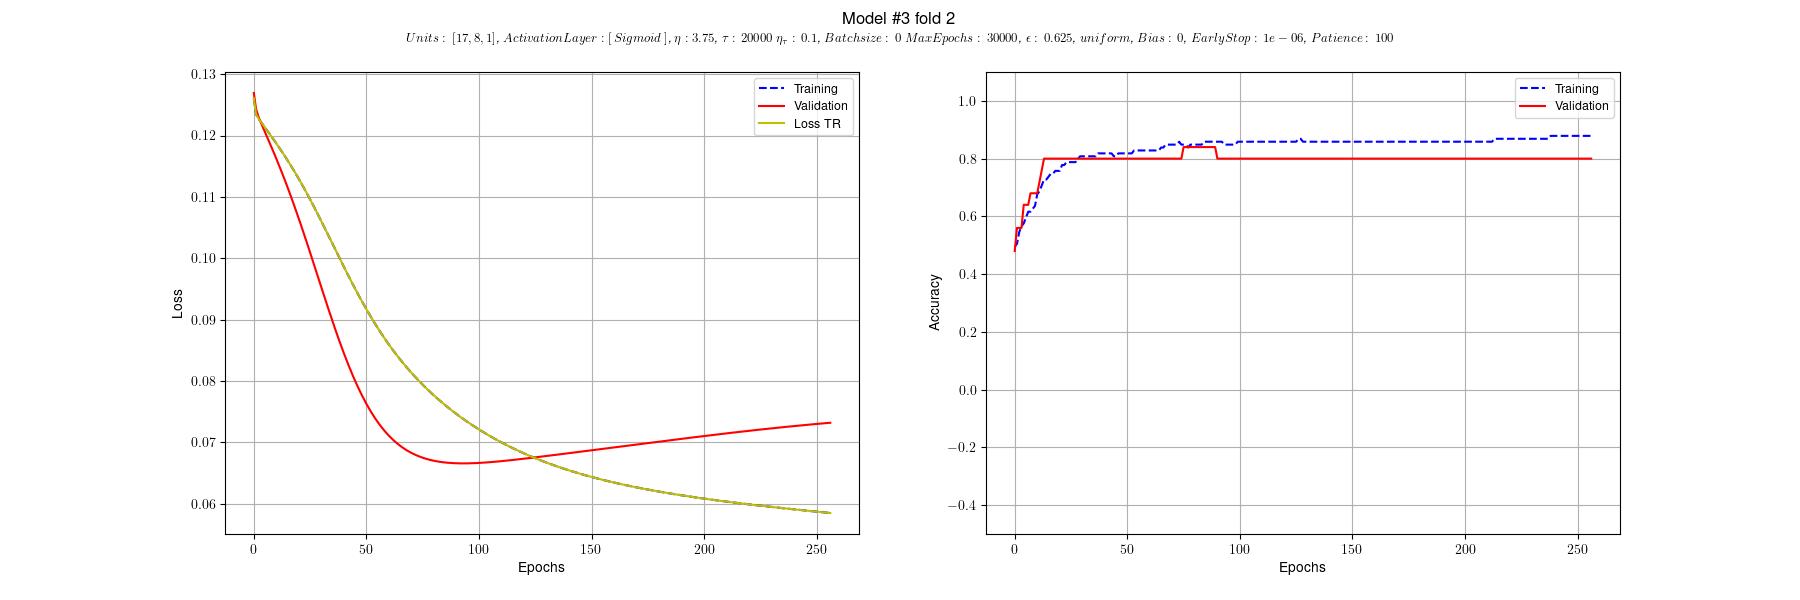 Model #3 fold 2
Units : [17, 8, 1], ActivationLayer : [ Sigmoid ], η : 3.75, τ : 20000 η_τ : 0.1, Batchsize : 0 MaxEpochs : 30000, ϵ : 0.625, uniform, Bias : 0, EarlyStop : 1e − 06, Patience : 100
0.13
0.12
0.11
0.10
0.09
0.08
0.07
0.06
Loss
0 50 100 150 200 250
Epochs
Training
Validation
Loss TR
1.0
0.8
0.6
0.4
0.2
0.0
−0.2
−0.4
Accuracy
0 50 100 150 200 250
Epochs
Training
Validation